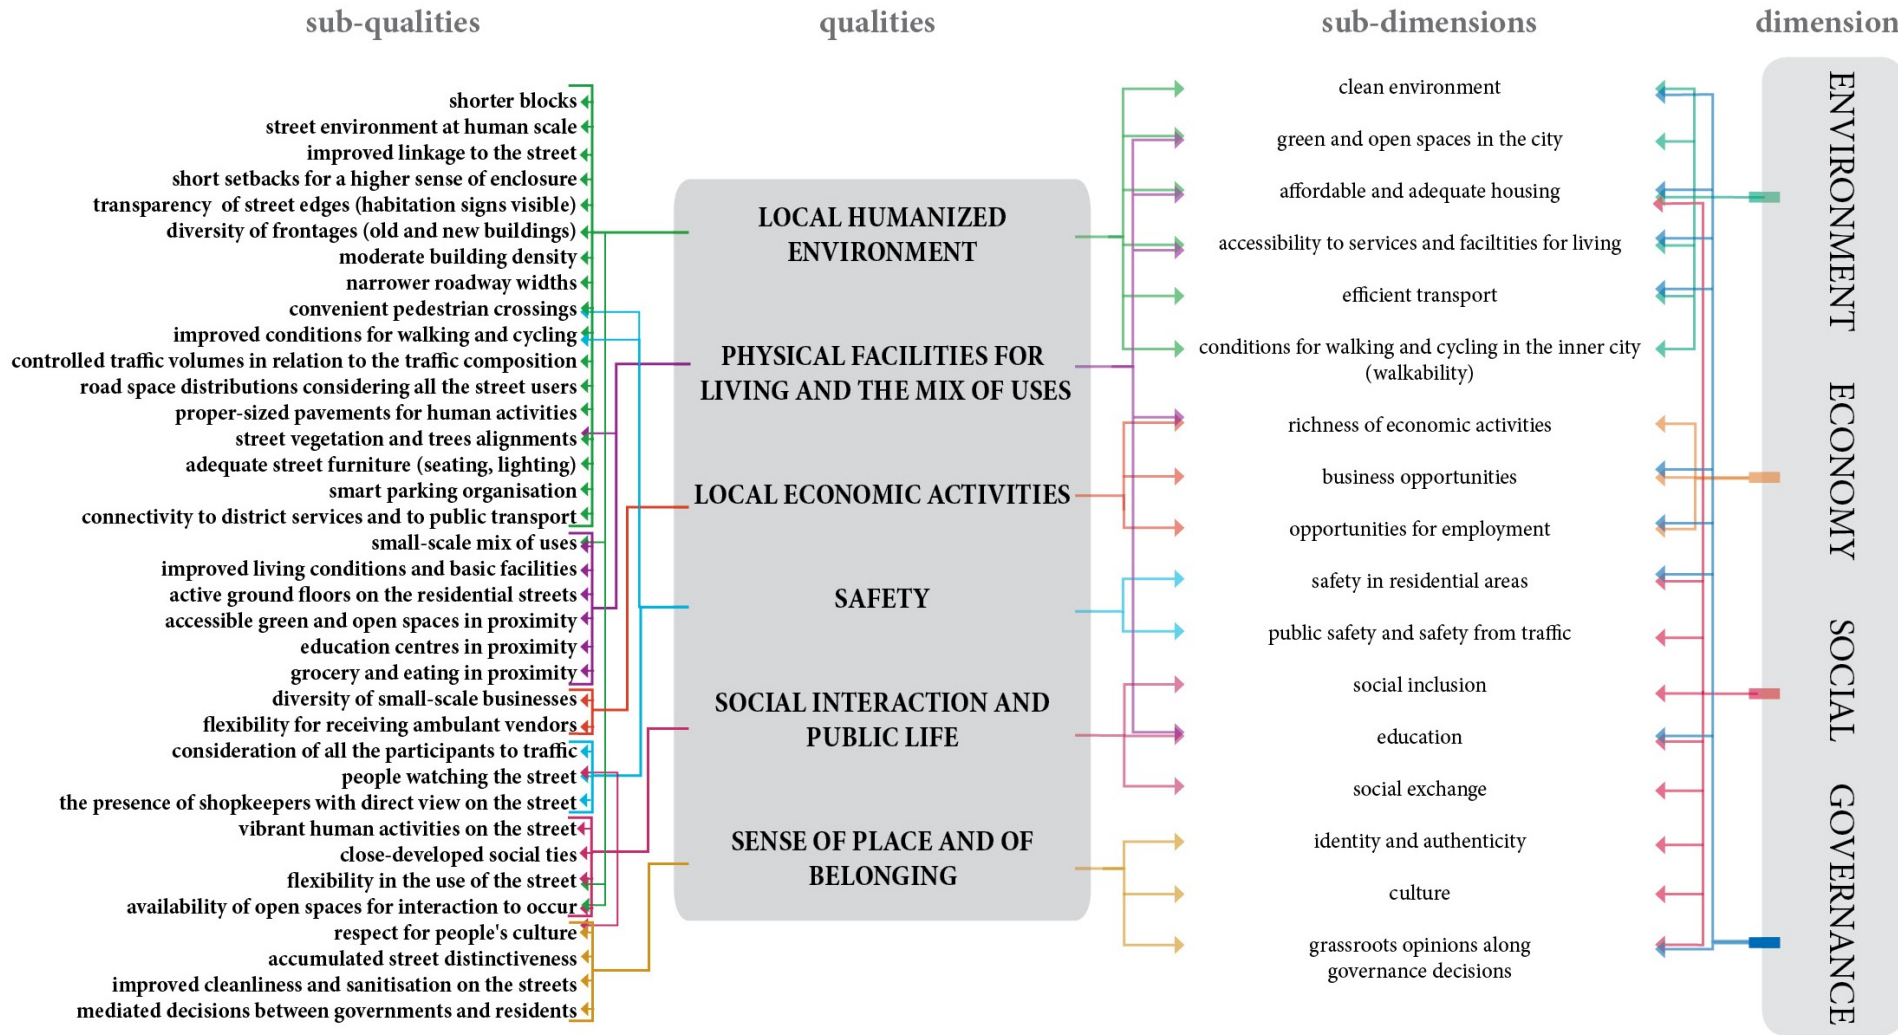 sub-qualities
qualities
sub-dimensions
dimension
shorter blocks
street environment at human scale
improved linkage to the street
short setbacks for a higher sense of enclosure
transparency of street edges (habitation signs visible)
diversity of frontages (old and new buildings)
moderate building density
narrower roadway widths
convenient pedestrian crossings
improved conditions for walking and cycling
controlled traffic volumes in relation to the traffic composition
road space distributions considering all the street users
proper-sized pavements for human activities
street vegetation and trees alignments
adequate street furniture (seating, lighting)
smart parking organisation
connectivity to district services and to public transport
small-scale mix of uses
improved living conditions and basic facilities
active ground floors on the residential streets
accessible green and open spaces in proximity
education centres in proximity
grocery and eating in proximity
diversity of small-scale businesses
flexibility for receiving ambulant vendors
consideration of all the participants to traffic
people watching the street
the presence of shopkeepers with direct view on the street
vibrant human activities on the street
close-developed social ties
flexibility in the use of the street
availability of open spaces for interaction to occur
respect for people's culture
accumulated street distinctiveness
improved cleanliness and sanitisation on the streets
mediated decisions between governments and residents
LOCAL HUMANIZED
ENVIRONMENT
PHYSICAL FACILITIES FOR
LIVING AND THE MIX OF USES
LOCAL ECONOMIC ACTIVITIES
SAFETY
SOCIAL INTERACTION AND
PUBLIC LIFE
SENSE OF PLACE AND OF
BELONGING
clean environment
green and open spaces in the city
affordable and adequate housing
accessibility to services and faciltities for living
efficient transport
conditions for walking and cycling in the inner city
(walkability)
richness of economic activities
business opportunities
opportunities for employment
safety in residential areas
public safety and safety from traffic
social inclusion
education
social exchange
identity and authenticity
culture
grassroots opinions along
governance decisions
ENVIRONMENT
ECONOMY
SOCIAL
GOVERNANCE